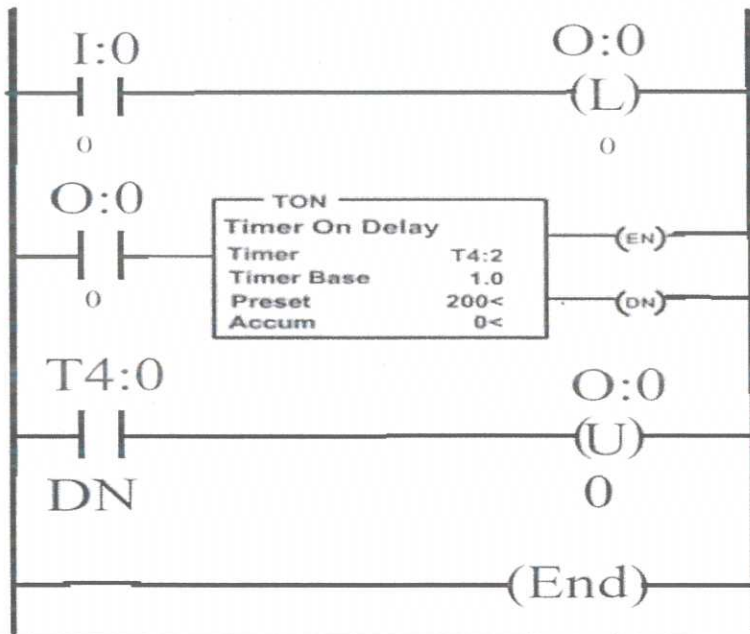 I:0 O:0
(L)
0 0
O:0
TON
Timer On Delay
(EN)
Timer T4:2
Timer Base 1.0
0 Preset 200< (DN)
Accum 0<
T4:0 O:0
(U)
DN 0
(End)